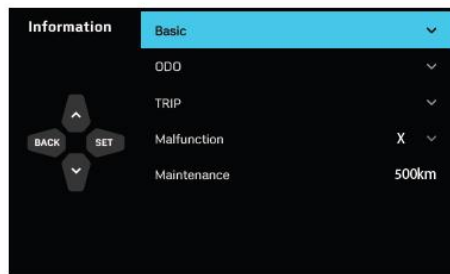 Information
Basic
ODO
TRIP
BACK SET
Malfunction X
Maintenance 500km